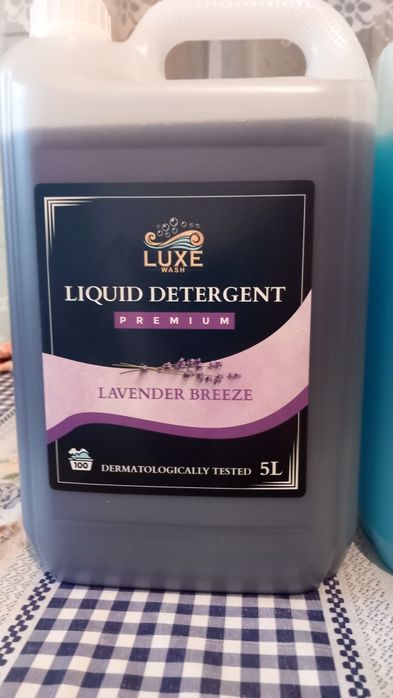 LUXE
WASH
LIQUID DETERGENT
PREMIUM
LAVENDER BREEZE
100
DERMATOLOGICALLY TESTED 5L